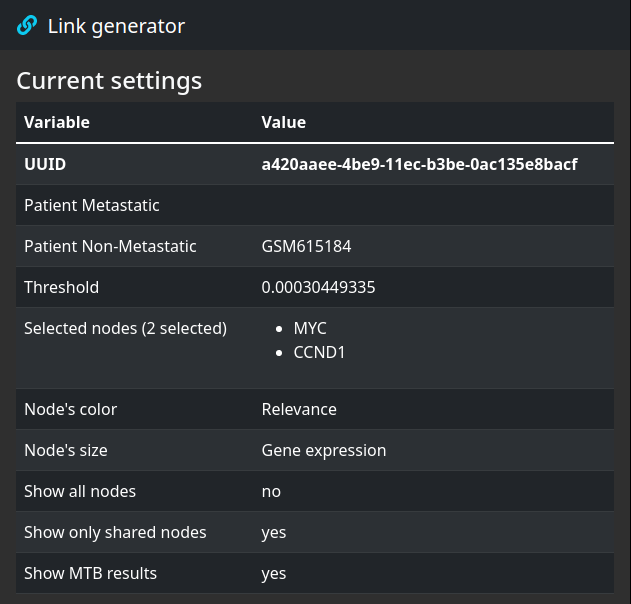 Link generator
Current settings
Variable Value
UUID a420aaee-4be9-11ec-b3be-0ac135e8bacf
Patient Metastatic
Patient Non-Metastatic GSM615184
Threshold 0.00030449335
Selected nodes (2 selected) • MYC
• CCND1
Node's color Relevance
Node's size Gene expression
Show all nodes no
Show only shared nodes yes
Show MTB results yes